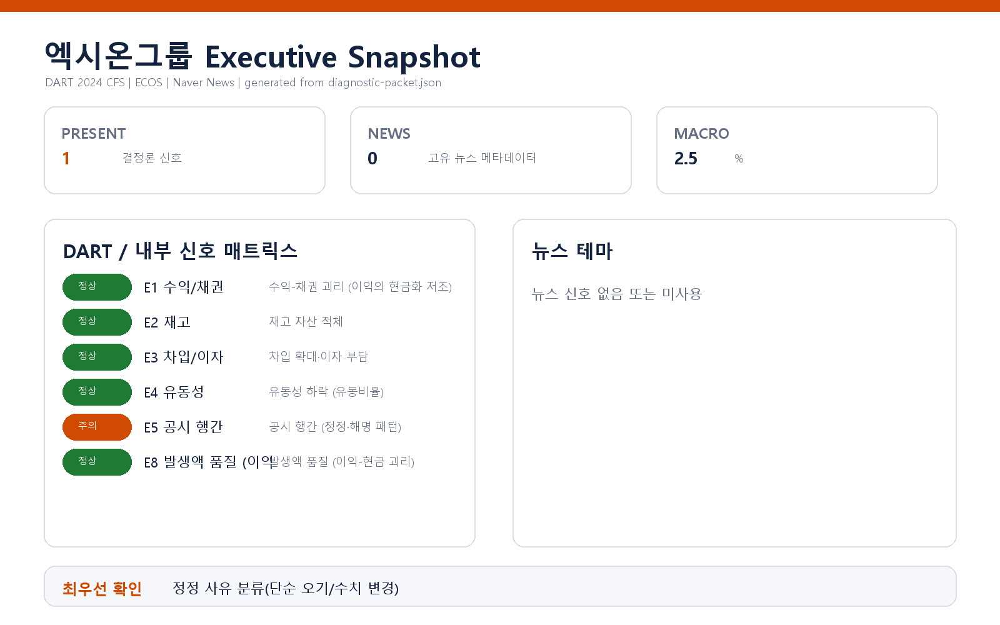 엑시온그룹 Executive Snapshot
DART 2024 CFS | ECOS | Naver News | generated from diagnostic-packet.json
PRESENT
1 결정론 신호
NEWS
0 고유 뉴스 메타데이터
MACRO
2.5 %
DART / 내부 신호 매트릭스
정상 E1 수익/채권 수익-채권 괴리 (이익의 현금화 저조)
정상 E2 재고 재고 자산 적체
정상 E3 차입/이자 차입 확대·이자 부담
정상 E4 유동성 유동성 하락 (유동비율)
주의 E5 공시 행간 공시 행간 (정정·해명 패턴)
정상 E8 발생액 품질 (이익 발생액 품질 (이익-현금 괴리)
뉴스 테마
뉴스 신호 없음 또는 미사용
최우선 확인 정정 사유 분류(단순 오기/수치 변경)